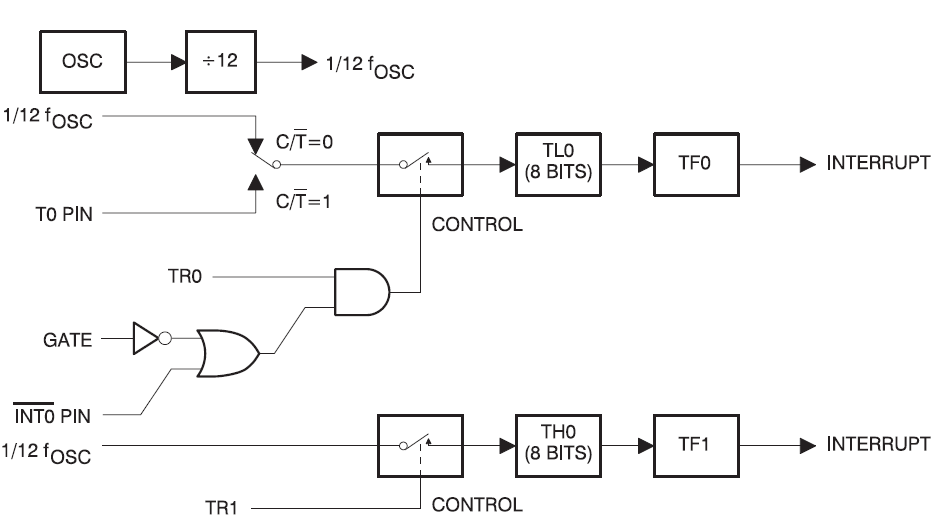 OSC
÷12
1/12 fOSC
1/12 fOSC
C/T̅=0
TL0
(8 BITS)
TF0
INTERRUPT
C/T̅=1
T0 PIN
CONTROL
TR0
GATE
I̅N̅T̅0̅ PIN
1/12 fOSC
TH0
(8 BITS)
TF1
INTERRUPT
TR1
CONTROL